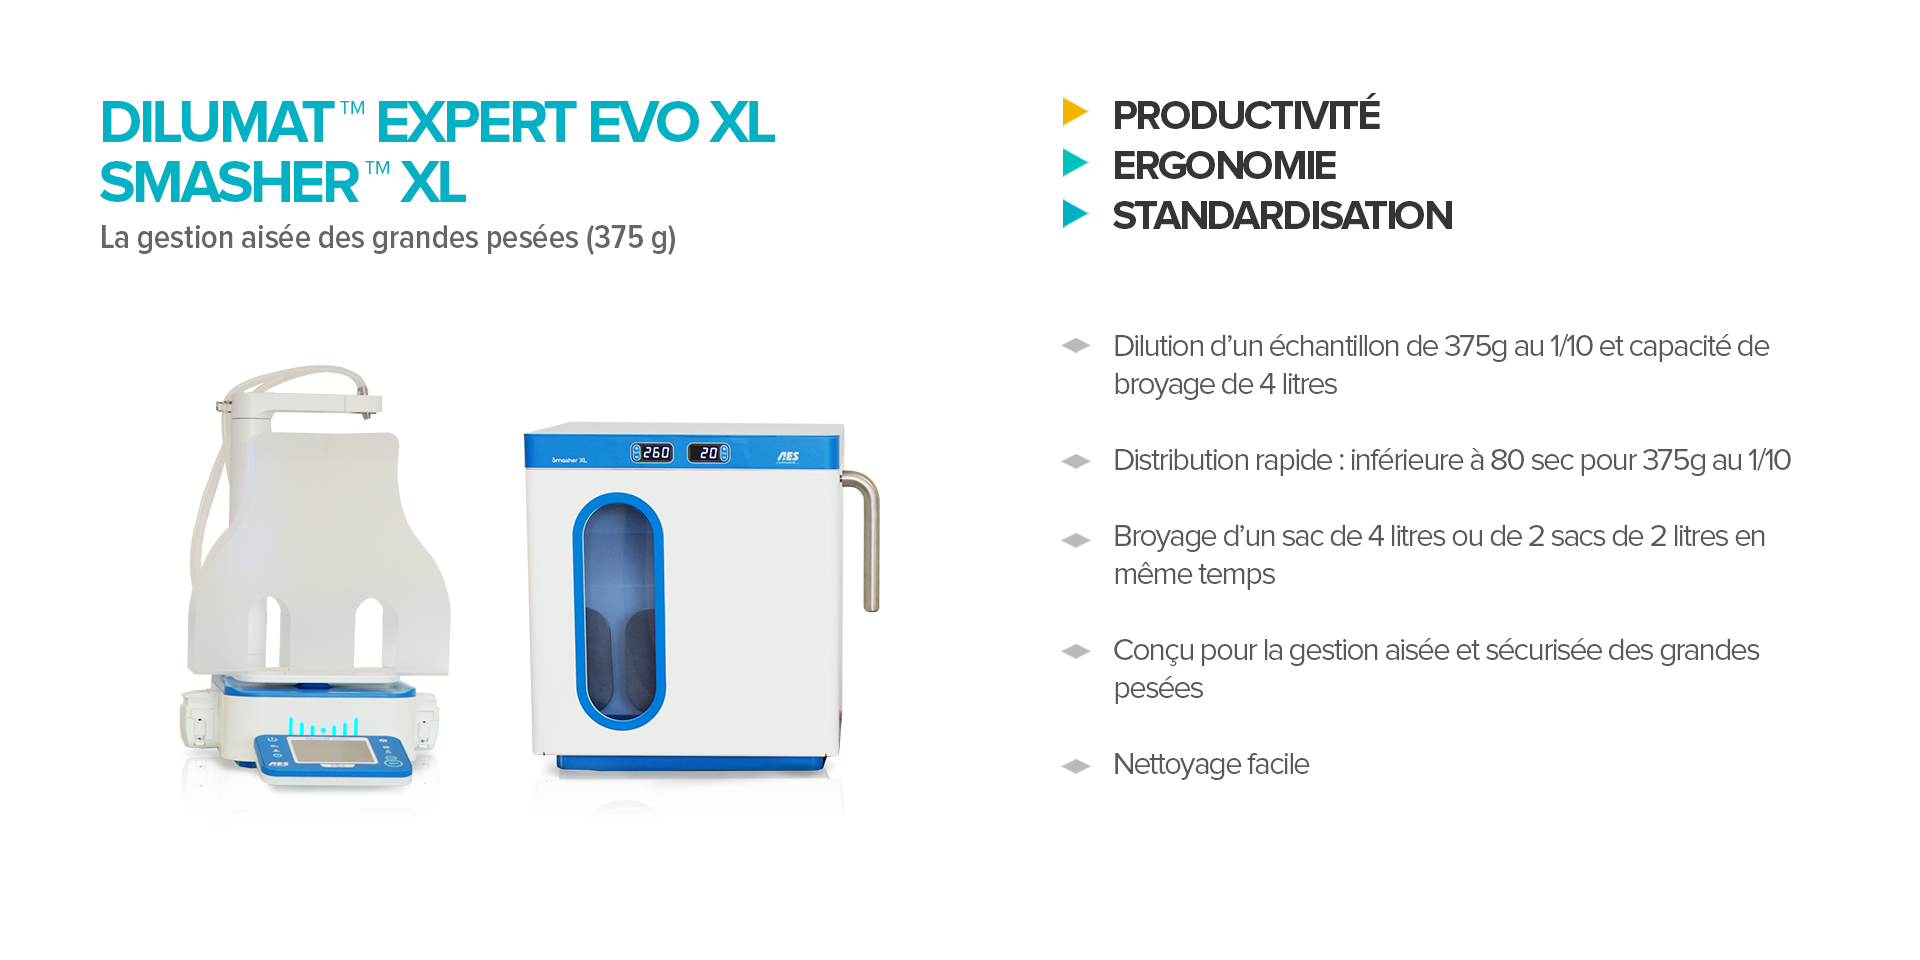 DILUMAT™ EXPERT EVO XL
SMASHER™ XL
La gestion aisée des grandes pesées (375 g)
Smasher XL
260
20
AES
AES
PRODUCTIVITÉ
ERGONOMIE
STANDARDISATION
Dilution d’un échantillon de 375g au 1/10 et capacité de
broyage de 4 litres
Distribution rapide : inférieure à 80 sec pour 375g au 1/10
Broyage d’un sac de 4 litres ou de 2 sacs de 2 litres en
même temps
Conçu pour la gestion aisée et sécurisée des grandes
pesées
Nettoyage facile